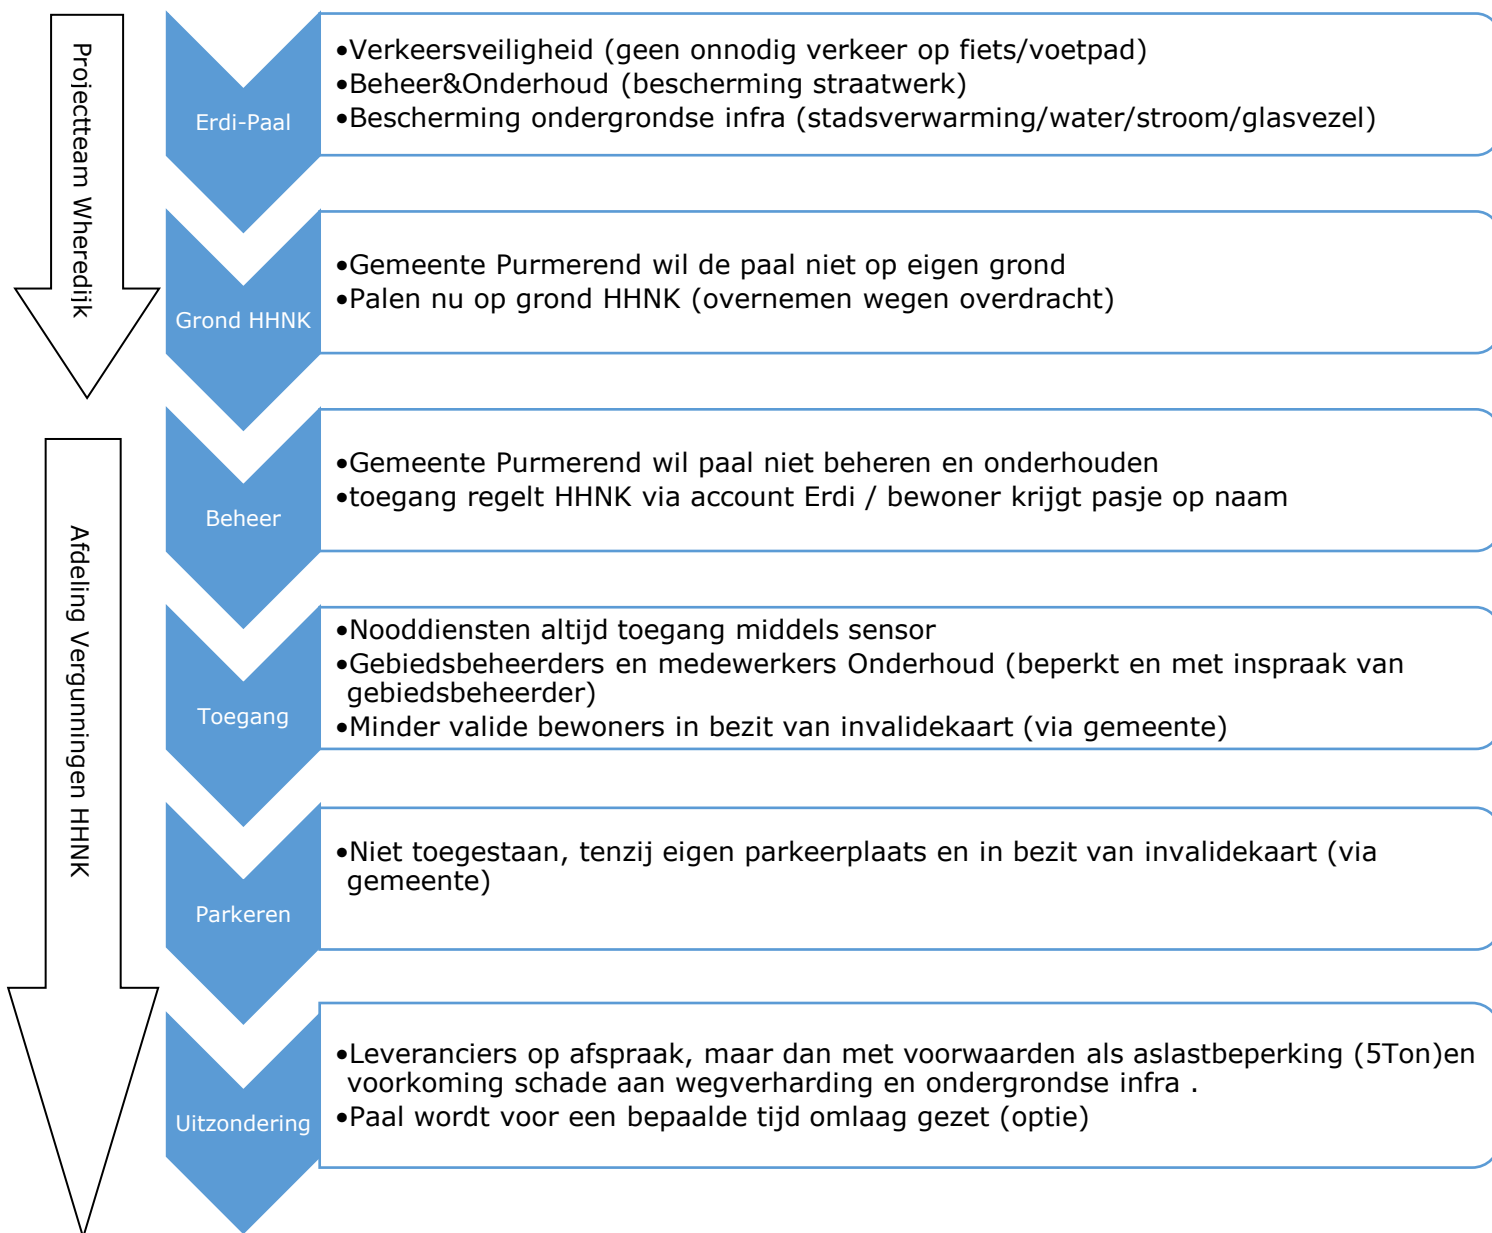 Projectteam Wheredijk
Erdi-Paal
•Verkeersveiligheid (geen onnodig verkeer op fiets/voetpad)
•Beheer&Onderhoud (bescherming straatwerk)
•Bescherming ondergrondse infra (stadsverwarming/water/stroom/glasvezel)
Grond HHNK
•Gemeente Purmerend wil de paal niet op eigen grond
•Palen nu op grond HHNK (overnemen wegen overdracht)
Afdeling Vergunningen HHNK
Beheer
•Gemeente Purmerend wil paal niet beheren en onderhouden
•toegang regelt HHNK via account Erdi / bewoner krijgt pasje op naam
Toegang
•Nooddiensten altijd toegang middels sensor
•Gebiedsbeheerders en medewerkers Onderhoud (beperkt en met inspraak van
gebiedsbeheerder)
•Minder valide bewoners in bezit van invalidekaart (via gemeente)
Parkeren
•Niet toegestaan, tenzij eigen parkeerplaats en in bezit van invalidekaart (via
gemeente)
Uitzondering
•Leveranciers op afspraak, maar dan met voorwaarden als aslastbeperking (5Ton)en
voorkoming schade aan wegverharding en ondergrondse infra .
•Paal wordt voor een bepaalde tijd omlaag gezet (optie)